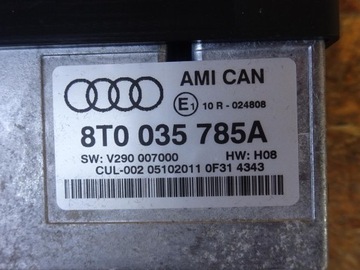 AMI CAN
E1 10 R - 024808
8T0 035 785A
SW: V290 007000 HW: H08
CUL-002 05102011 0F31 4343